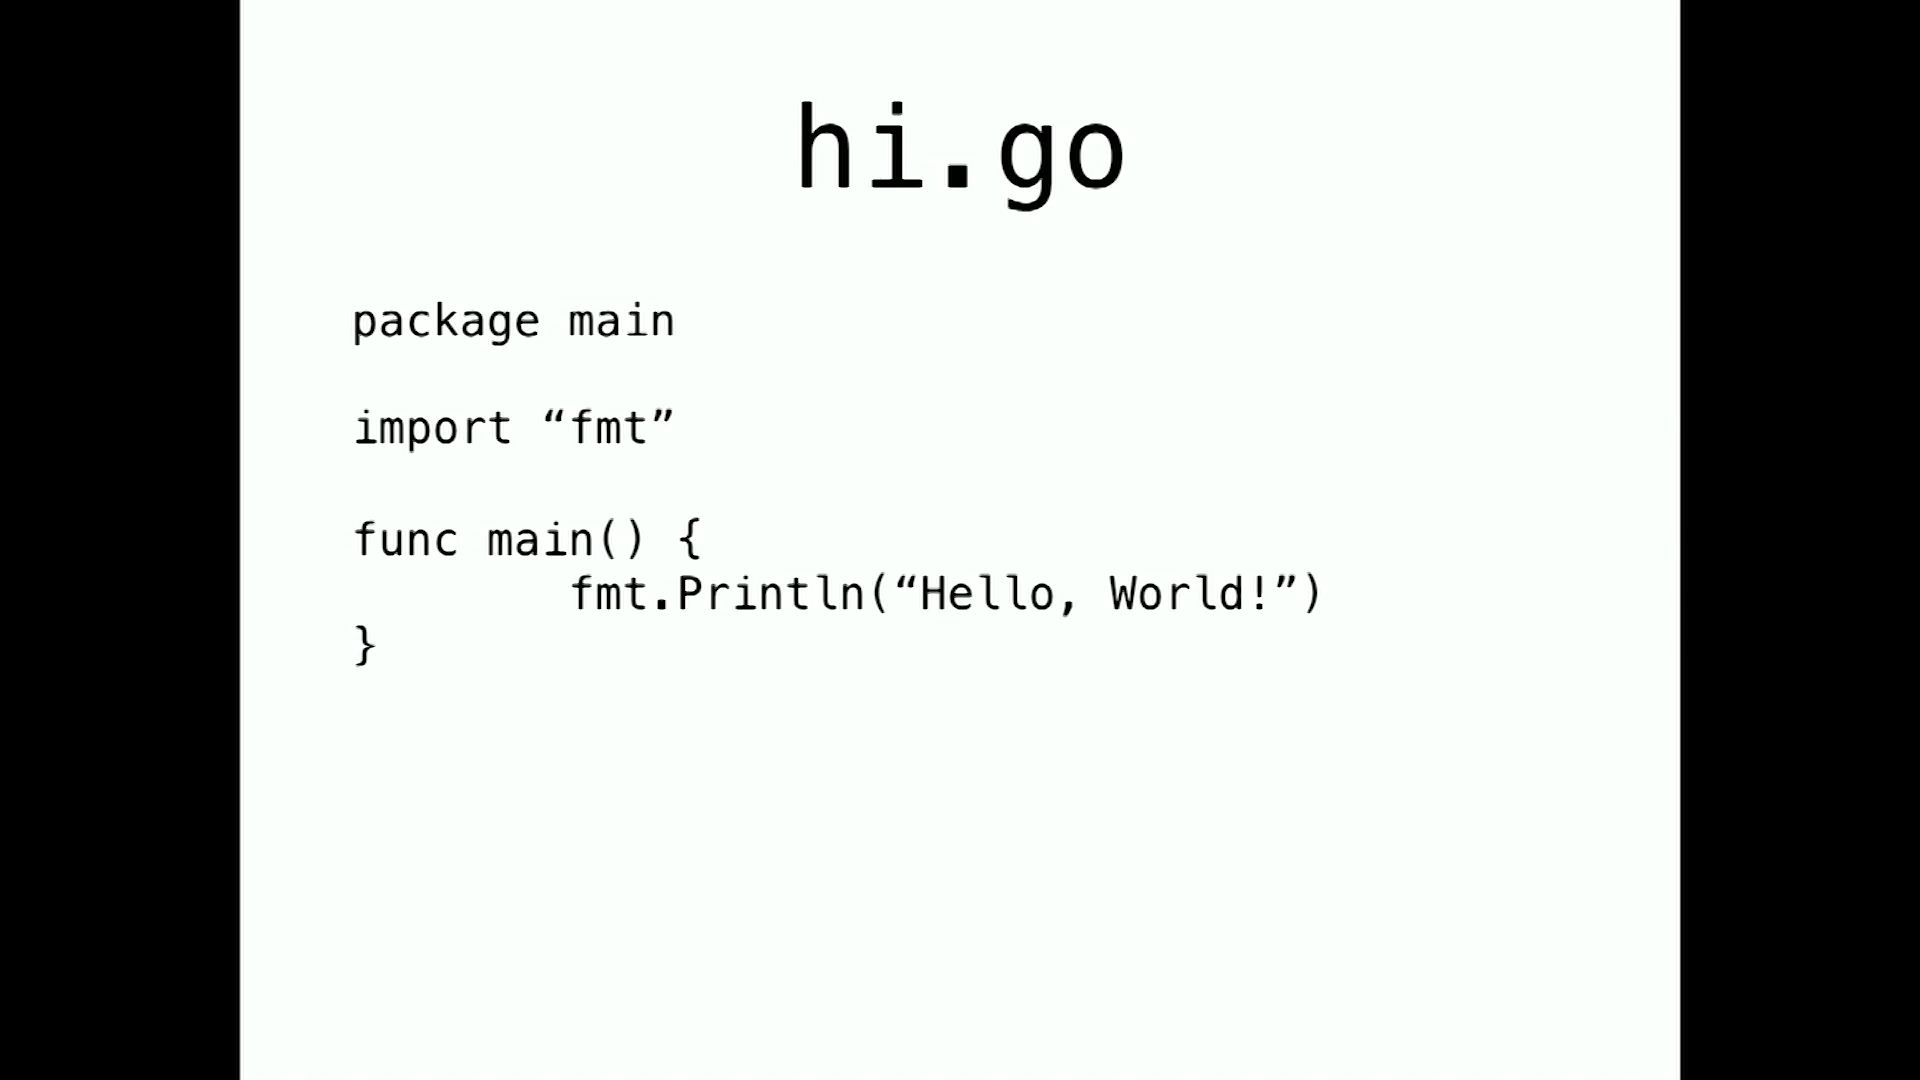 hi.go
package main
import “fmt”
func main() {
        fmt.Println(“Hello, World!”)
}